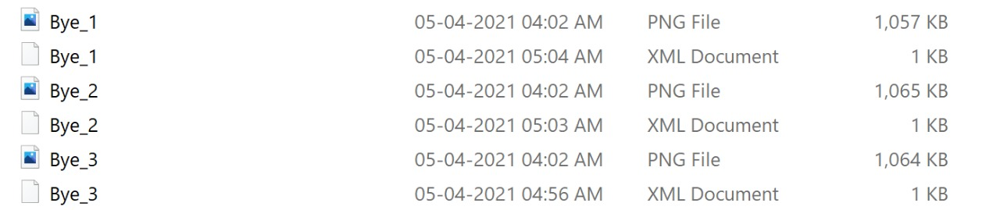 Bye_1 05-04-2021 04:02 AM PNG File 1,057 KB
Bye_1 05-04-2021 05:04 AM XML Document 1 KB
Bye_2 05-04-2021 04:02 AM PNG File 1,065 KB
Bye_2 05-04-2021 05:03 AM XML Document 1 KB
Bye_3 05-04-2021 04:02 AM PNG File 1,064 KB
Bye_3 05-04-2021 04:56 AM XML Document 1 KB